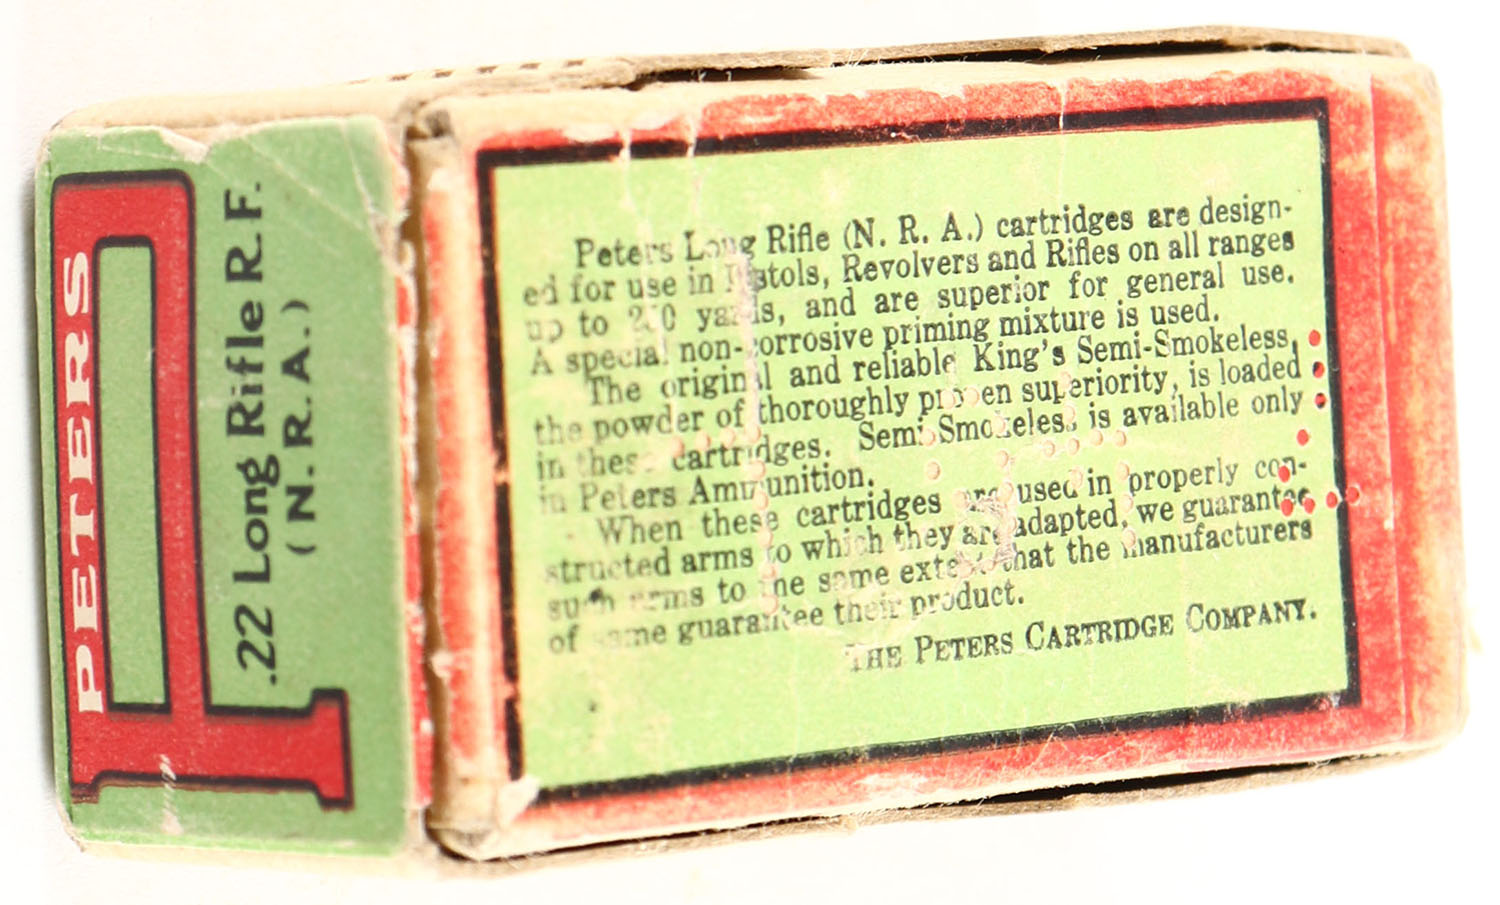 PETERS
.22 Long Rifle R.F.
(N.R.A.)
Peters Long Rifle (N. R. A.) cartridges are design-
ed for use in Pistols, Revolvers and Rifles on all ranges
up to yards, and are superior for general use.
A special non-corrosive priming mixture is used.
The original and reliable King's Semi-Smokeless,
the powder of thoroughly proven superiority, is loaded
in these cartridges. Semi-Smokeless is available only
in Peters Ammunition.
When these cartridges are used in properly con-
structed arms to which they are adapted, we guarantee
such arms to the same extent that the manufacturers
of same guarantee their product.
THE PETERS CARTRIDGE COMPANY.